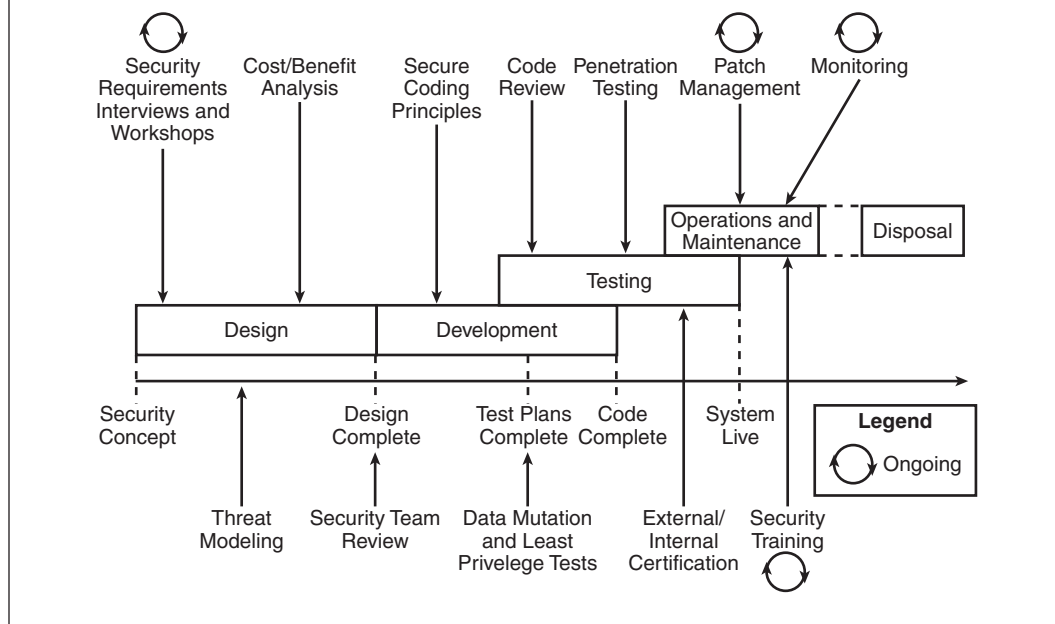 Security
Requirements
Interviews and
Workshops
Cost/Benefit
Analysis
Secure
Coding
Principles
Code
Review
Penetration
Testing
Patch
Management
Monitoring
Operations and
Maintenance
Disposal
Testing
Design
Development
Security
Concept
Design
Complete
Test Plans
Complete
Code
Complete
System
Live
Legend
Ongoing
Threat
Modeling
Security Team
Review
Data Mutation
and Least
Privelege Tests
External/
Internal
Certification
Security
Training